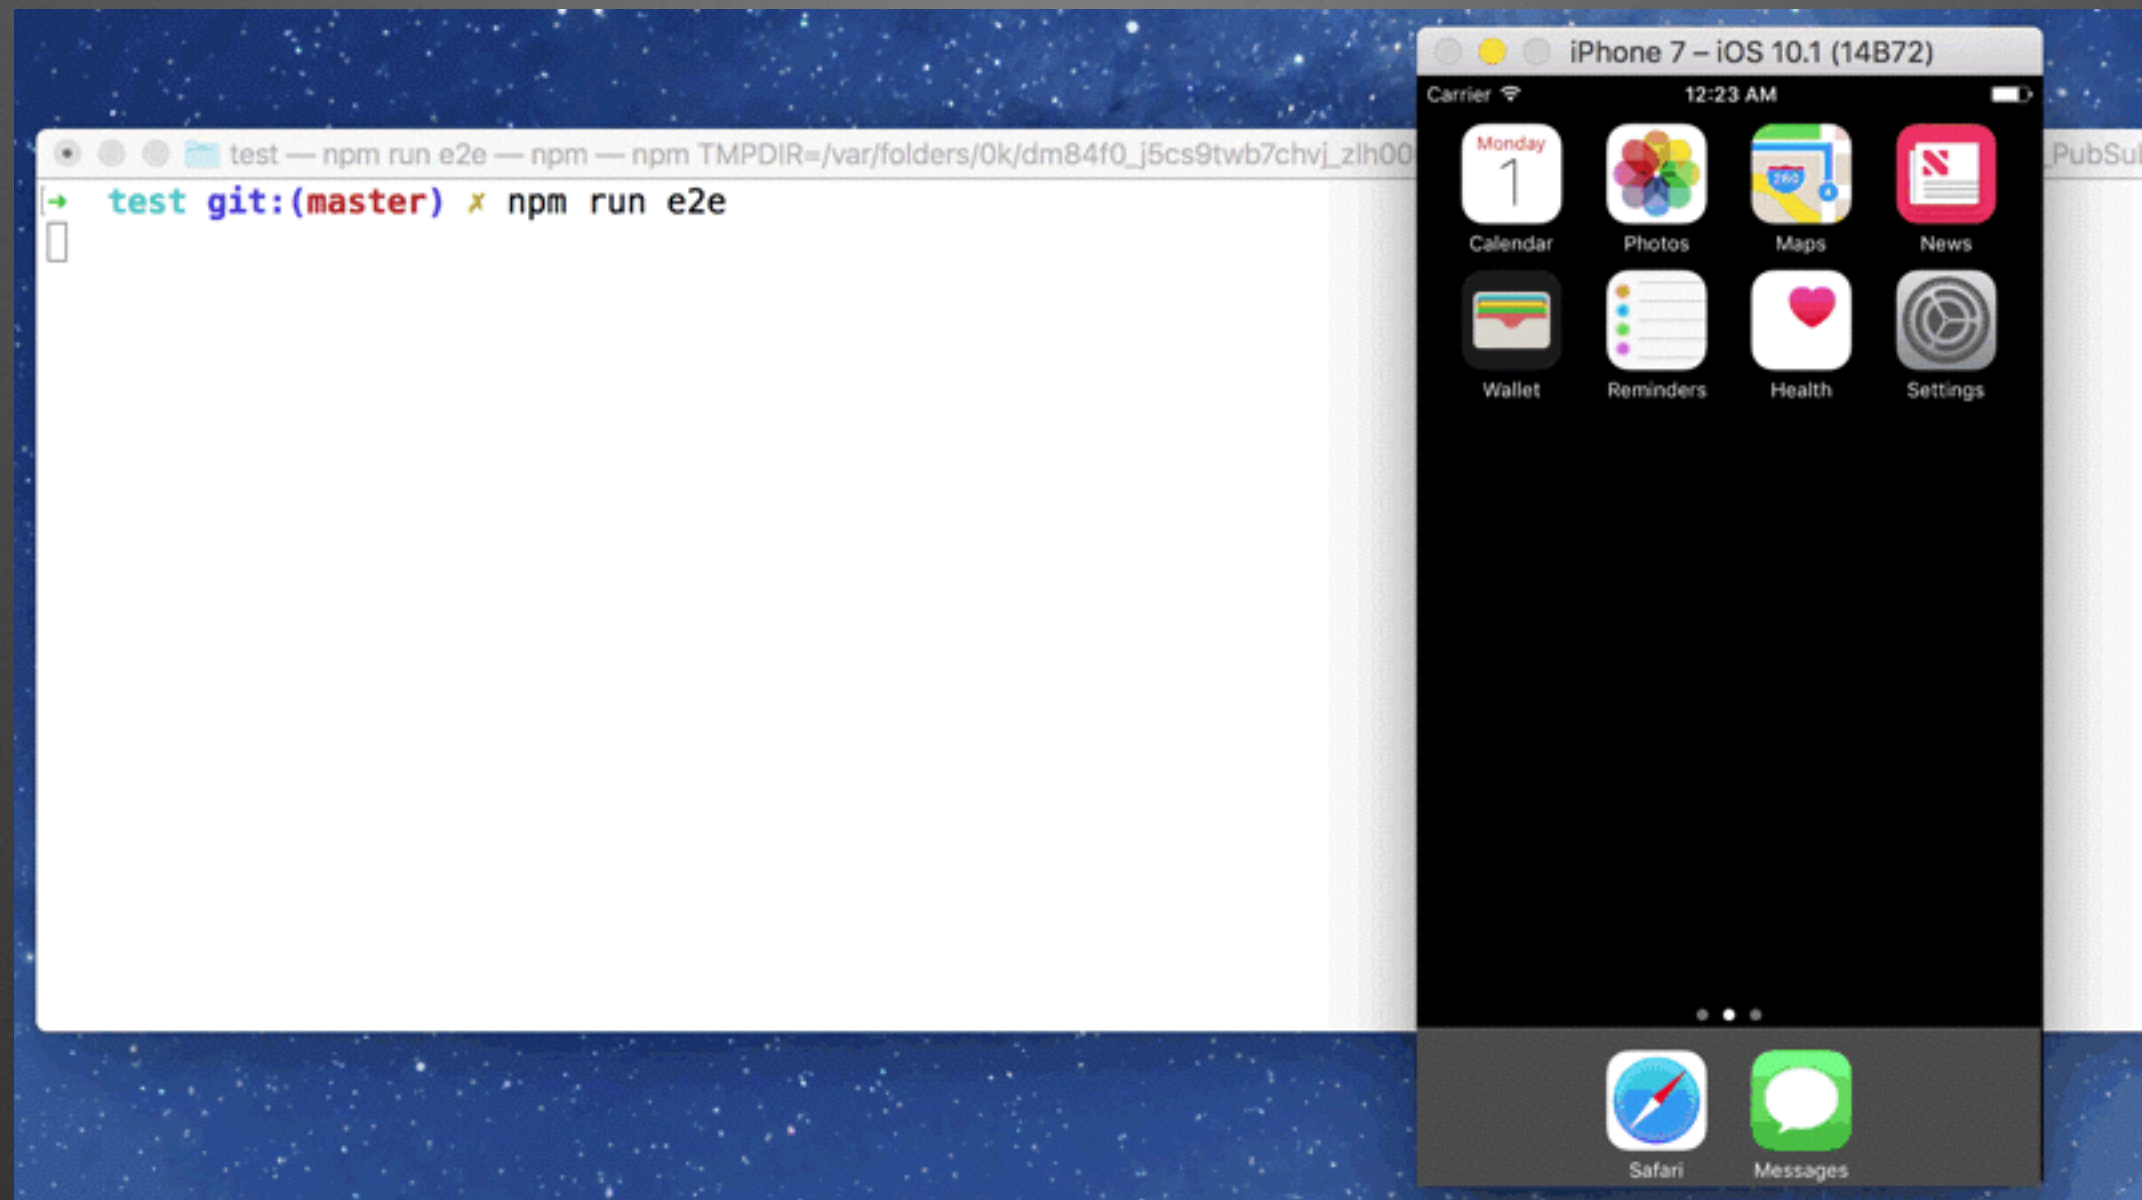 iPhone 7 – iOS 10.1 (14B72)
Carrier 12:23 AM
test — npm run e2e — npm — npm TMPDIR=/var/folders/0k/dm84f0_j5cs9twb7chvj_zlh00
_PubSub
→ test git:(master) ✗ npm run e2e
Monday
1
280
Calendar Photos Maps News
Wallet Reminders Health Settings
Safari Messages